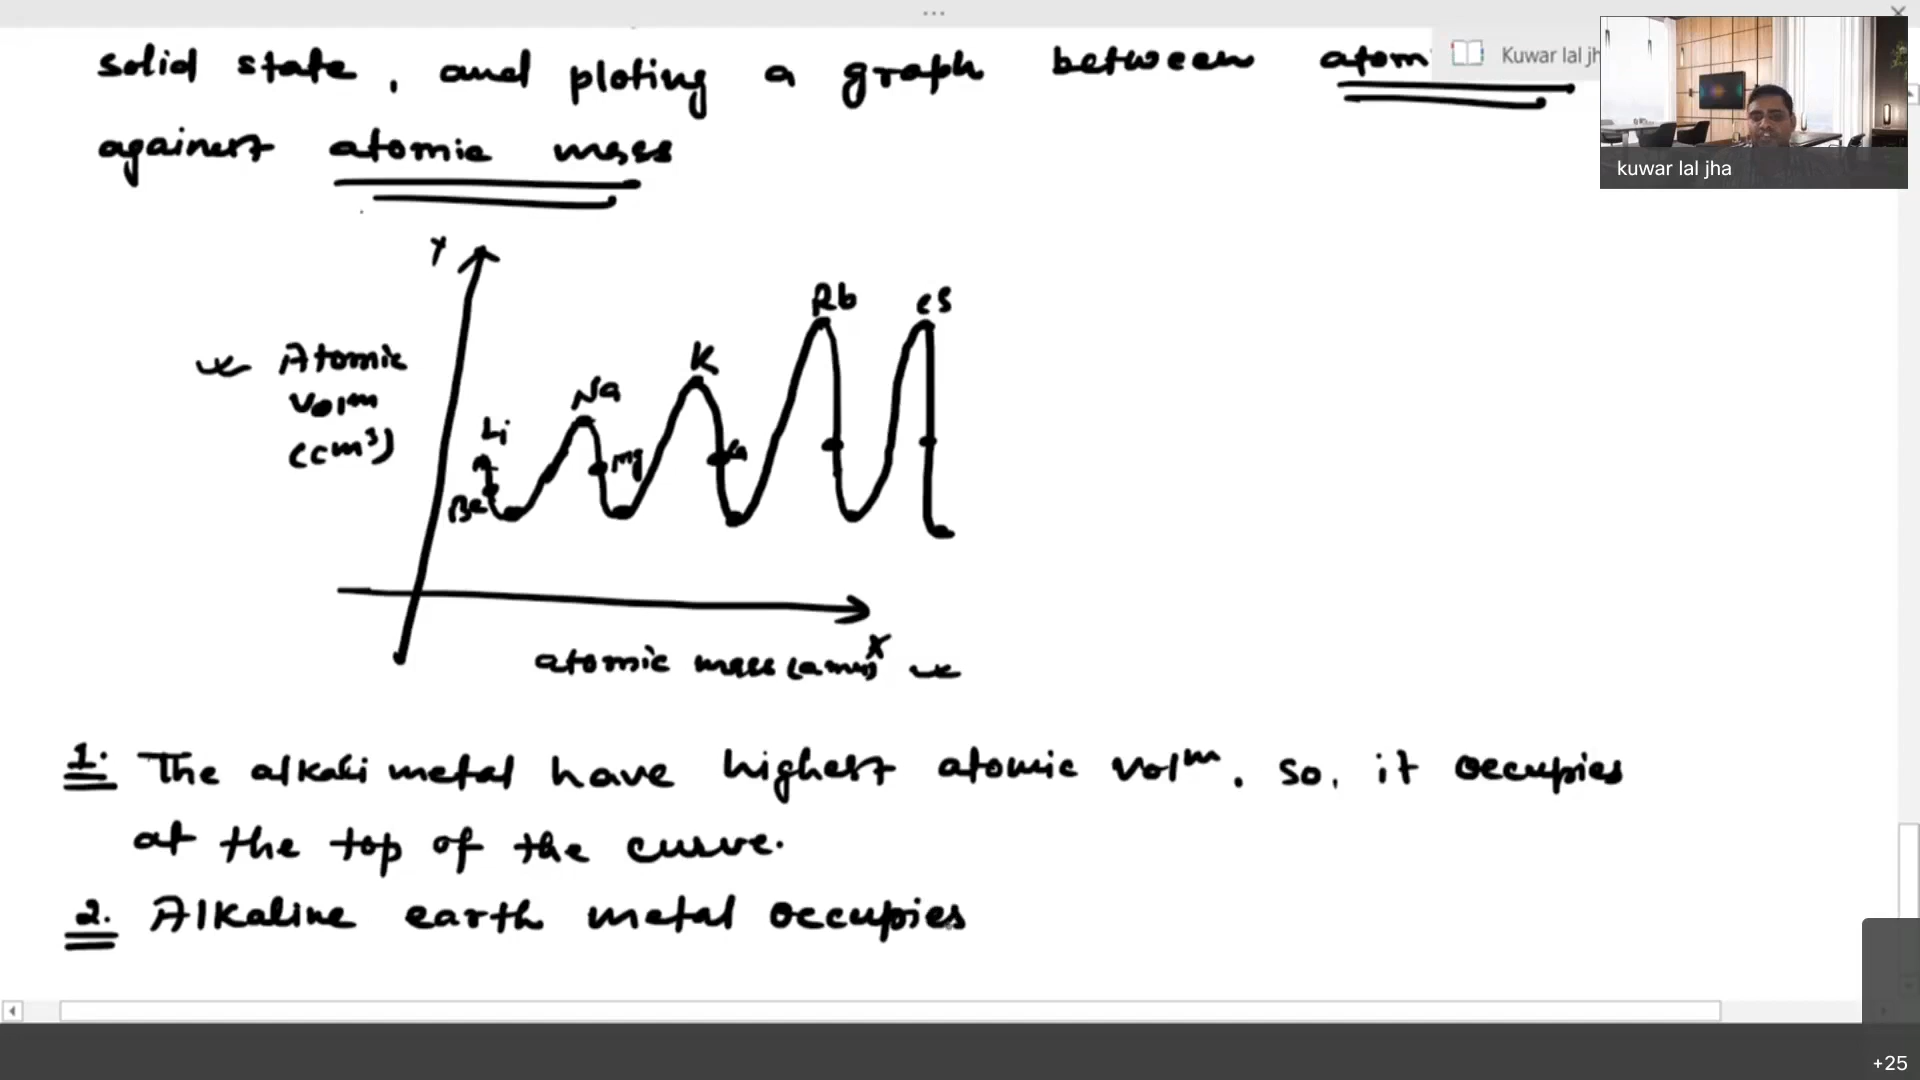 solid state, and ploting a graph between atom
Kuwar lal jh
kuwar lal jha
against atomic mass
Y
Rb
cs
Atomic
K
volm
Na
(cm³)
Li
Mg
Ca
Be
X
atomic mass (amu)
1. The alkali metal have highest atomic volm. so, it occupies
at the top of the curve.
2. Alkaline earth metal occupies
+25